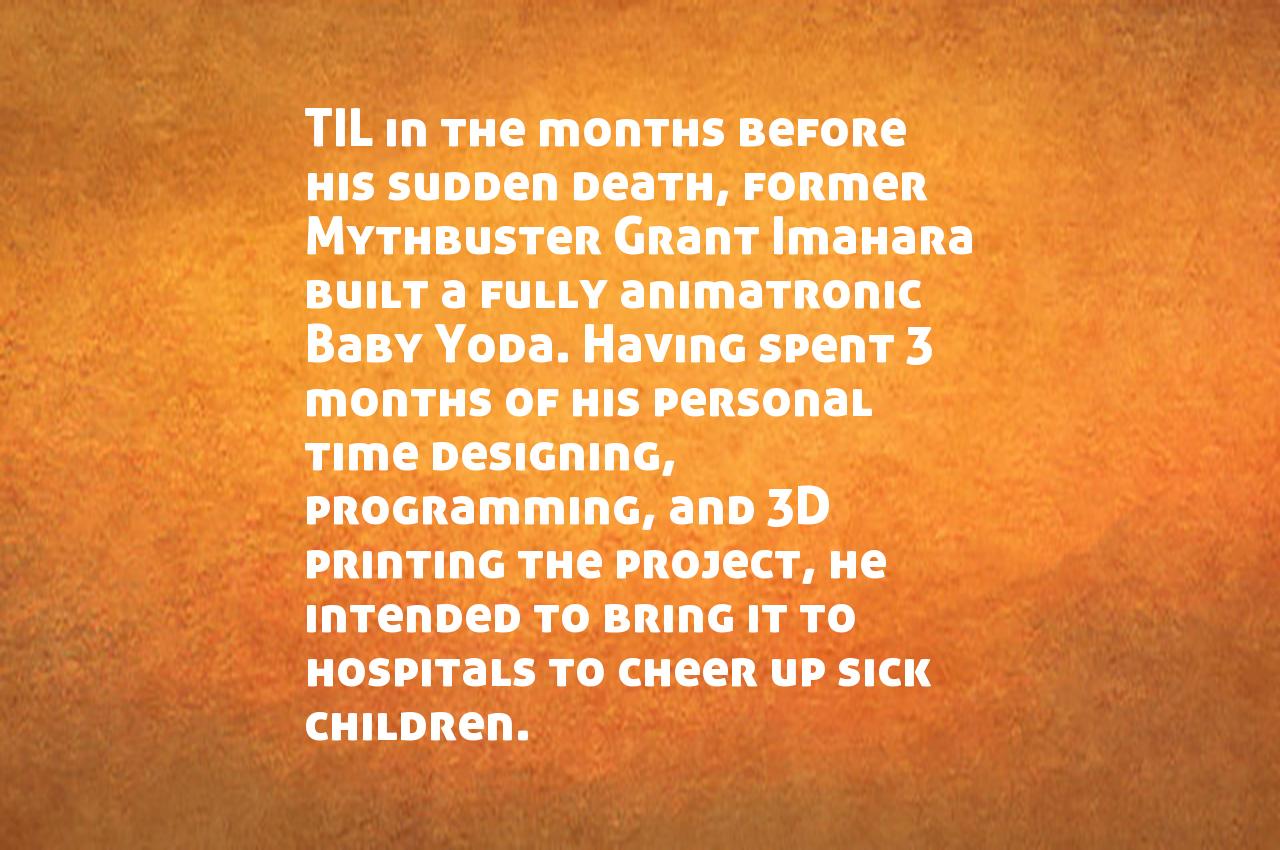 TIL in the months before
his sudden death, former
Mythbuster Grant Imahara
built a fully animatronic
Baby Yoda. Having spent 3
months of his personal
time designing,
programming, and 3D
printing the project, he
intended to bring it to
hospitals to cheer up sick
children.